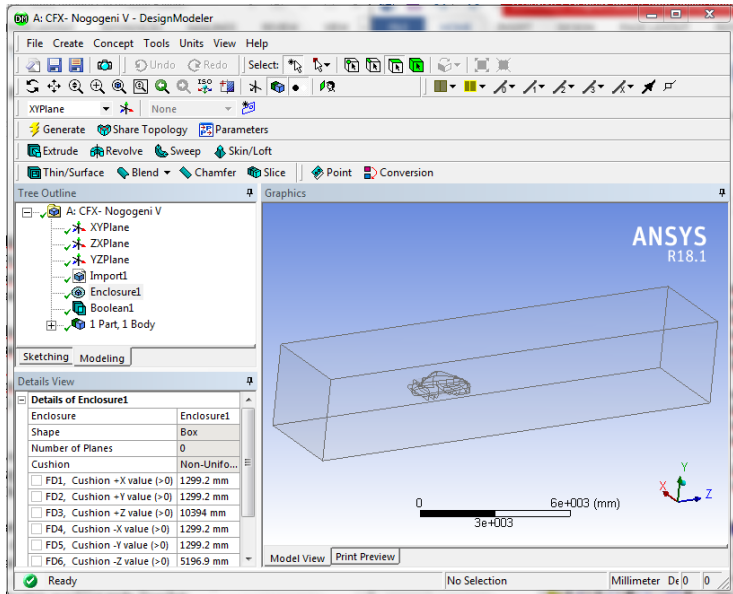 A: CFX- Nogogeni V - DesignModeler
File Create Concept Tools Units View Help
Undo Redo Select:
ISO
XYPlane None
Generate Share Topology Parameters
Extrude Revolve Sweep Skin/Loft
Thin/Surface Blend Chamfer Slice Point Conversion
Tree Outline
A: CFX- Nogogeni V
XYPlane
ZXPlane
YZPlane
Import1
Enclosure1
Boolean1
1 Part, 1 Body
Sketching Modeling
Details View
Details of Enclosure1
Enclosure Enclosure1
Shape Box
Number of Planes 0
Cushion Non-Unifo...
FD1, Cushion +X value (>0) 1299.2 mm
FD2, Cushion +Y value (>0) 1299.2 mm
FD3, Cushion +Z value (>0) 10394 mm
FD4, Cushion -X value (>0) 1299.2 mm
FD5, Cushion -Y value (>0) 1299.2 mm
FD6, Cushion -Z value (>0) 5196.9 mm
Graphics
ANSYS
R18.1
0 6e+003 (mm)
3e+003
Y
X
Z
Model View Print Preview
Ready No Selection Millimeter De 0 0